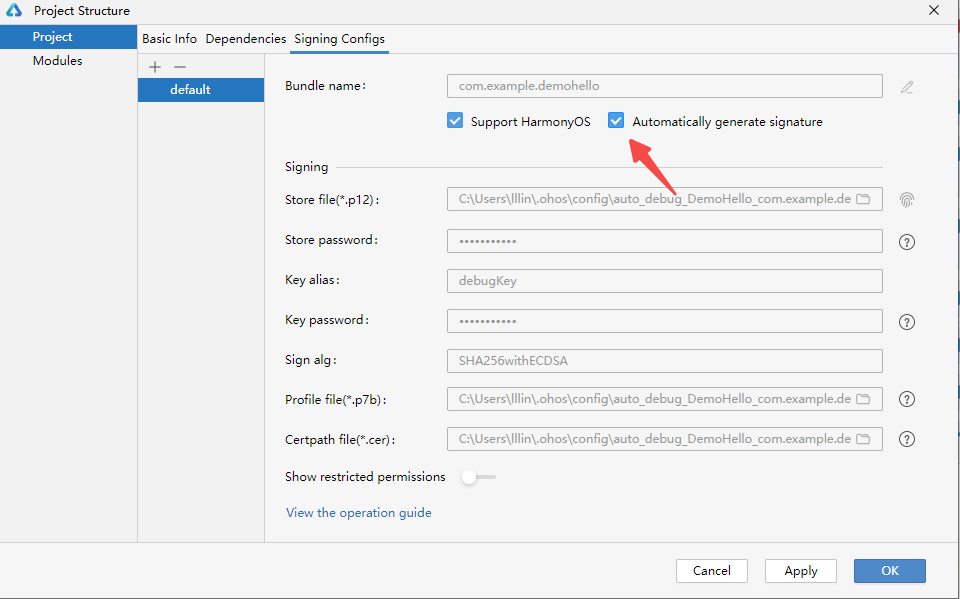 Project Structure
Project
Modules
Basic Info Dependencies Signing Configs
default
Bundle name:
com.example.demohello
Support HarmonyOS
Automatically generate signature
Signing
Store file(*.p12):
C:\Users\lllin\.ohos\config\auto_debug_DemoHello_com.example.de
Store password:
•••••••••••
Key alias:
debugKey
Key password:
•••••••••••
Sign alg:
SHA256withECDSA
Profile file(*.p7b):
C:\Users\lllin\.ohos\config\auto_debug_DemoHello_com.example.de
Certpath file(*.cer):
C:\Users\lllin\.ohos\config\auto_debug_DemoHello_com.example.de
Show restricted permissions
View the operation guide
Cancel
Apply
OK